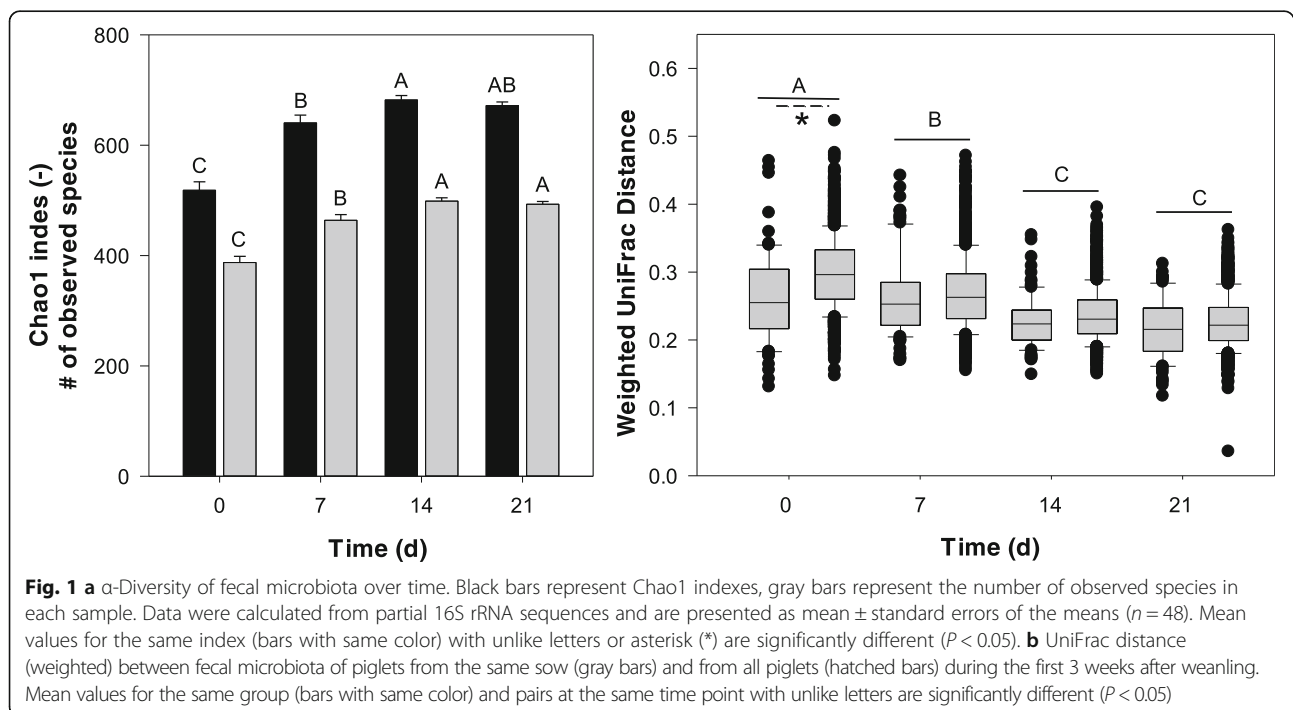 800
600
400
200
0
Chao1 indes (-)
# of observed species
C
C
B
B
A
A
AB
A
0 7 14 21
Time (d)
0.6
0.5
0.4
0.3
0.2
0.1
0.0
Weighted UniFrac Distance
A
*
B
C
C
0 7 14 21
Time (d)
Fig. 1 a α-Diversity of fecal microbiota over time. Black bars represent Chao1 indexes, gray bars represent the number of observed species in
each sample. Data were calculated from partial 16S rRNA sequences and are presented as mean ± standard errors of the means (n = 48). Mean
values for the same index (bars with same color) with unlike letters or asterisk (*) are significantly different (P < 0.05). b UniFrac distance
(weighted) between fecal microbiota of piglets from the same sow (gray bars) and from all piglets (hatched bars) during the first 3 weeks after weanling.
Mean values for the same group (bars with same color) and pairs at the same time point with unlike letters are significantly different (P < 0.05)